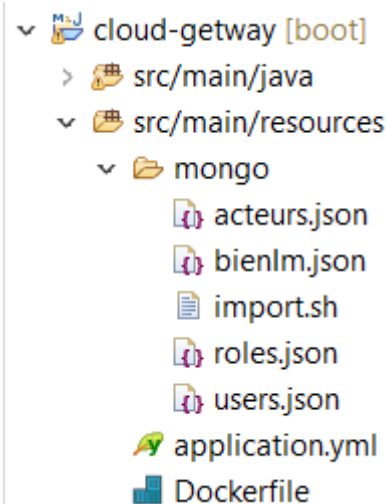 cloud-getway [boot]
src/main/java
src/main/resources
mongo
acteurs.json
bienIm.json
import.sh
roles.json
users.json
application.yml
Dockerfile